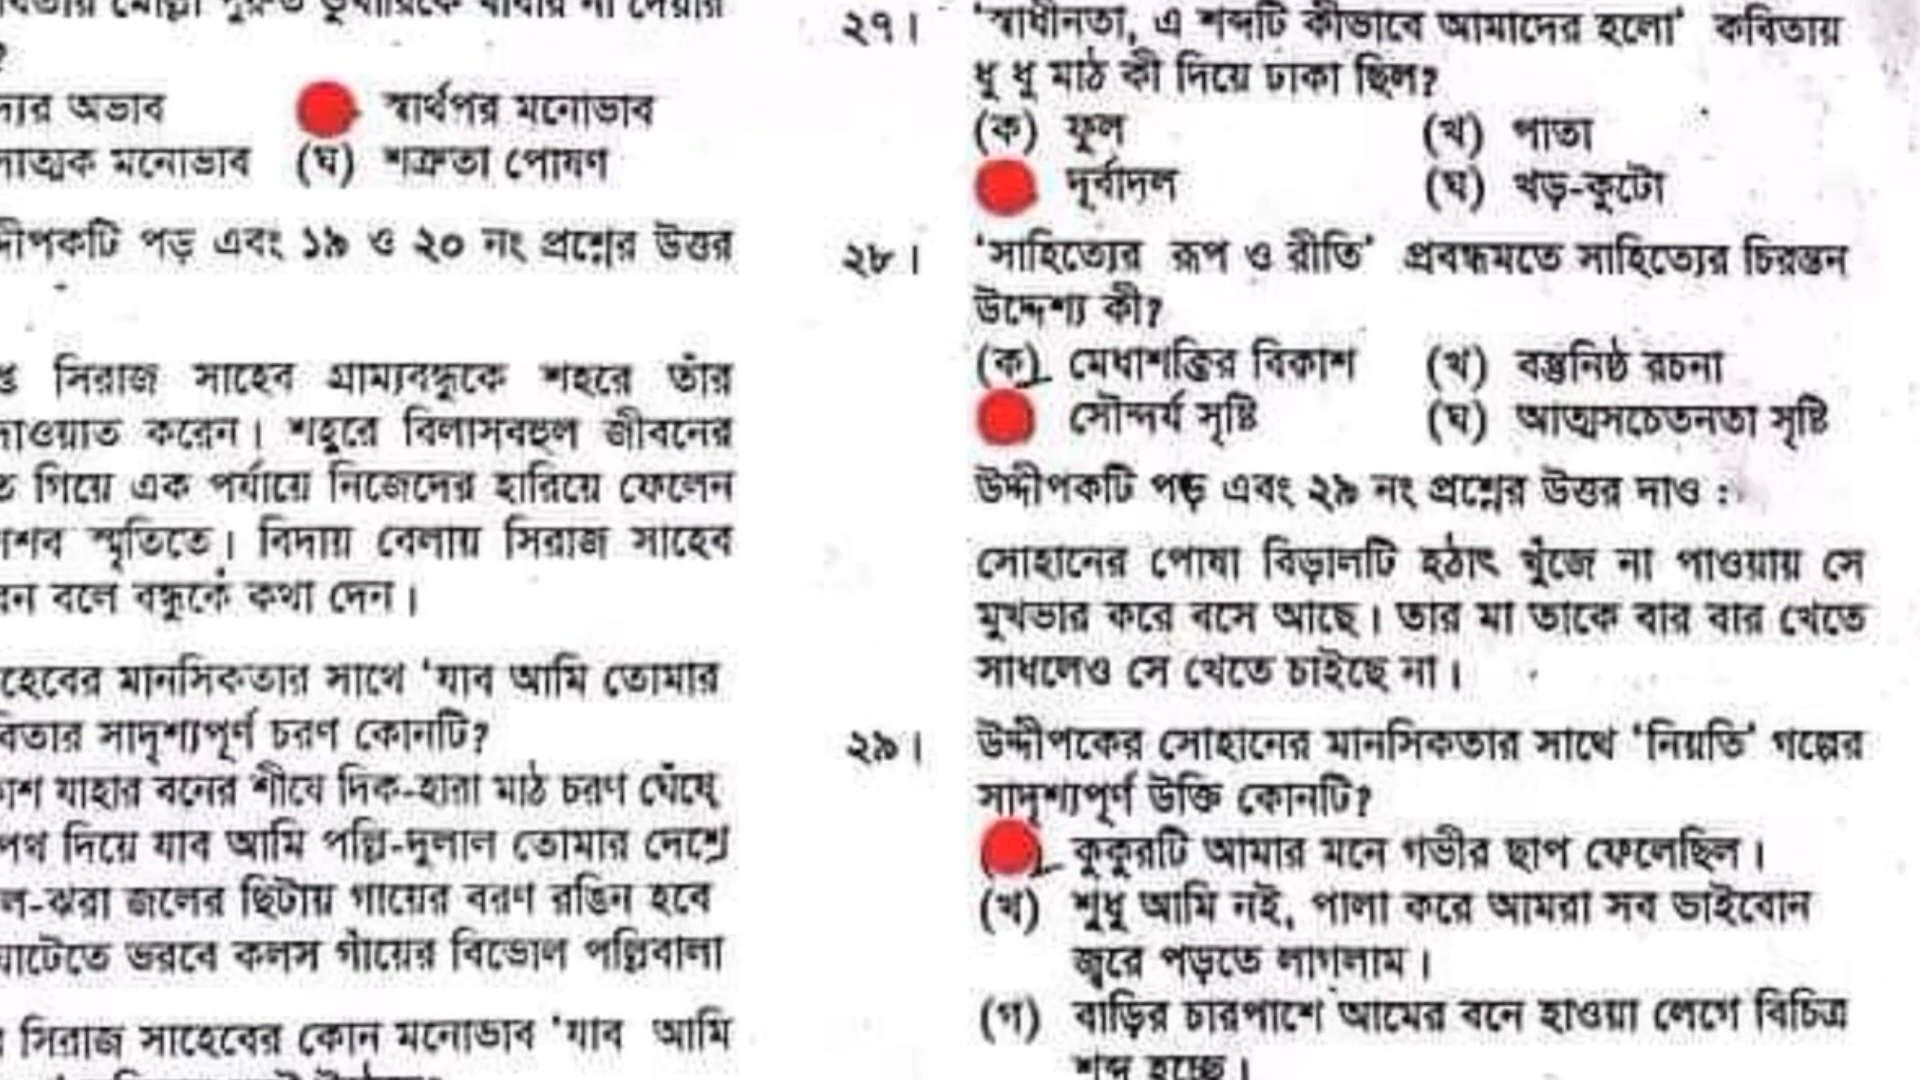 ?
অভাব
স্বার্থপর মনোভাব
মনোভাব (ঘ) শত্রুতা পোষণ
পড় এবং ১৯ ও ২০ নং প্রশ্নের উত্তর
সিরাজ সাহেব গ্রাম্যবন্ধুকে শহরে তাঁর
করেন। শহুরে বিলাসবহুল জীবনের
গিয়ে এক পর্যায়ে নিজেদের হারিয়ে ফেলেন
স্মৃতিতে। বিদায় বেলায় সিরাজ সাহেব
বলে বন্ধুকে কথা দেন।
মানসিকতার সাথে 'যাব আমি তোমার
সাদৃশ্যপূর্ণ চরণ কোনটি?
যাহার বনের শীষে দিক-হারা মাঠ চরণ ঘেঁষে
পথ দিয়ে যাব আমি পল্লি-দুলাল তোমার দেশে
জলের ছিটায় গায়ের বরণ রঙিন হবে
ভরবে কলস গাঁয়ের বিভোল পল্লিবালা
সিরাজ সাহেবের কোন মনোভাব 'যাব আমি
২৭। 'স্বাধীনতা, এ শব্দটি কীভাবে আমাদের হলো' কবিতায়
ধু ধু মাঠ কী দিয়ে ঢাকা ছিল?
(ক) ফুল (খ) পাতা
দূর্বাদল (ঘ) খড়-কুটো
২৮। 'সাহিত্যের রূপ ও রীতি' প্রবন্ধমতে সাহিত্যের চিরন্তন
উদ্দেশ্য কী?
(ক) মেধাশক্তির বিকাশ (খ) বস্তুনিষ্ঠ রচনা
সৌন্দর্য সৃষ্টি (ঘ) আত্মসচেতনতা সৃষ্টি
উদ্দীপকটি পড় এবং ২৯ নং প্রশ্নের উত্তর দাও :
সোহানের পোষা বিড়ালটি হঠাৎ খুঁজে না পাওয়ায় সে
মুখভার করে বসে আছে। তার মা তাকে বার বার খেতে
সাধলেও সে খেতে চাইছে না।
২৯। উদ্দীপকের সোহানের মানসিকতার সাথে 'নিয়তি' গল্পের
সাদৃশ্যপূর্ণ উক্তি কোনটি?
কুকুরটি আমার মনে গভীর ছাপ ফেলেছিল।
(খ) শুধু আমি নই, পালা করে আমরা সব ভাইবোন
জ্বরে পড়তে লাগলাম।
(গ) বাড়ির চারপাশে আমের বনে হাওয়া লেগে বিচিত্র
শব্দ হচ্ছে।